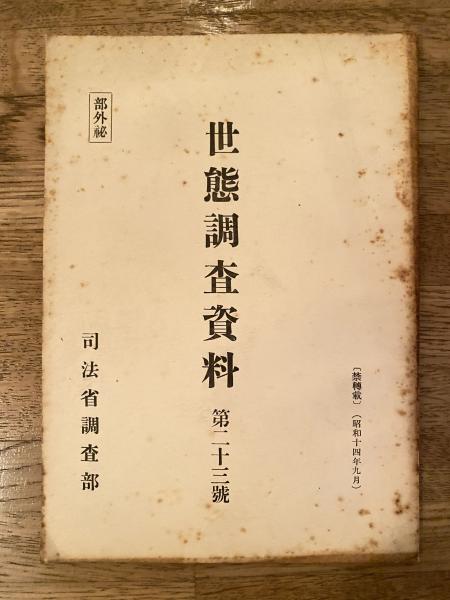 〔禁轉載〕（昭和十四年九月）
世態調査資料 第二十三號
部外祕
司法省調査部